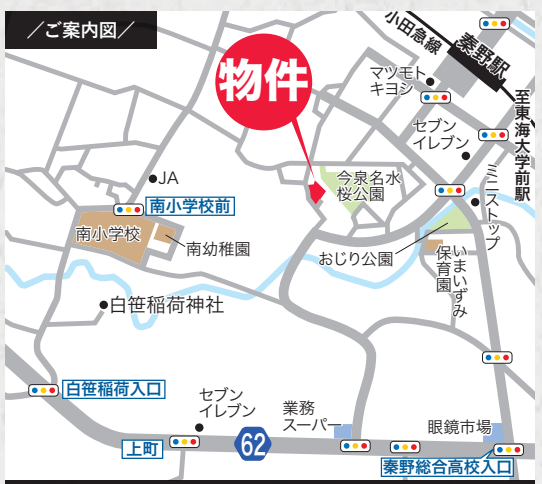 ／ご案内図／
小田急線
秦野駅
至東海大学前駅
物件
マツモト
キヨシ
セブン
イレブン
ミニストップ
JA
今泉名水
桜公園
南小学校前
南小学校
南幼稚園
おじり公園
いまいずみ
保育園
白笹稲荷神社
白笹稲荷入口
セブン
イレブン
業務
スーパー
眼鏡市場
上町
62
秦野総合高校入口